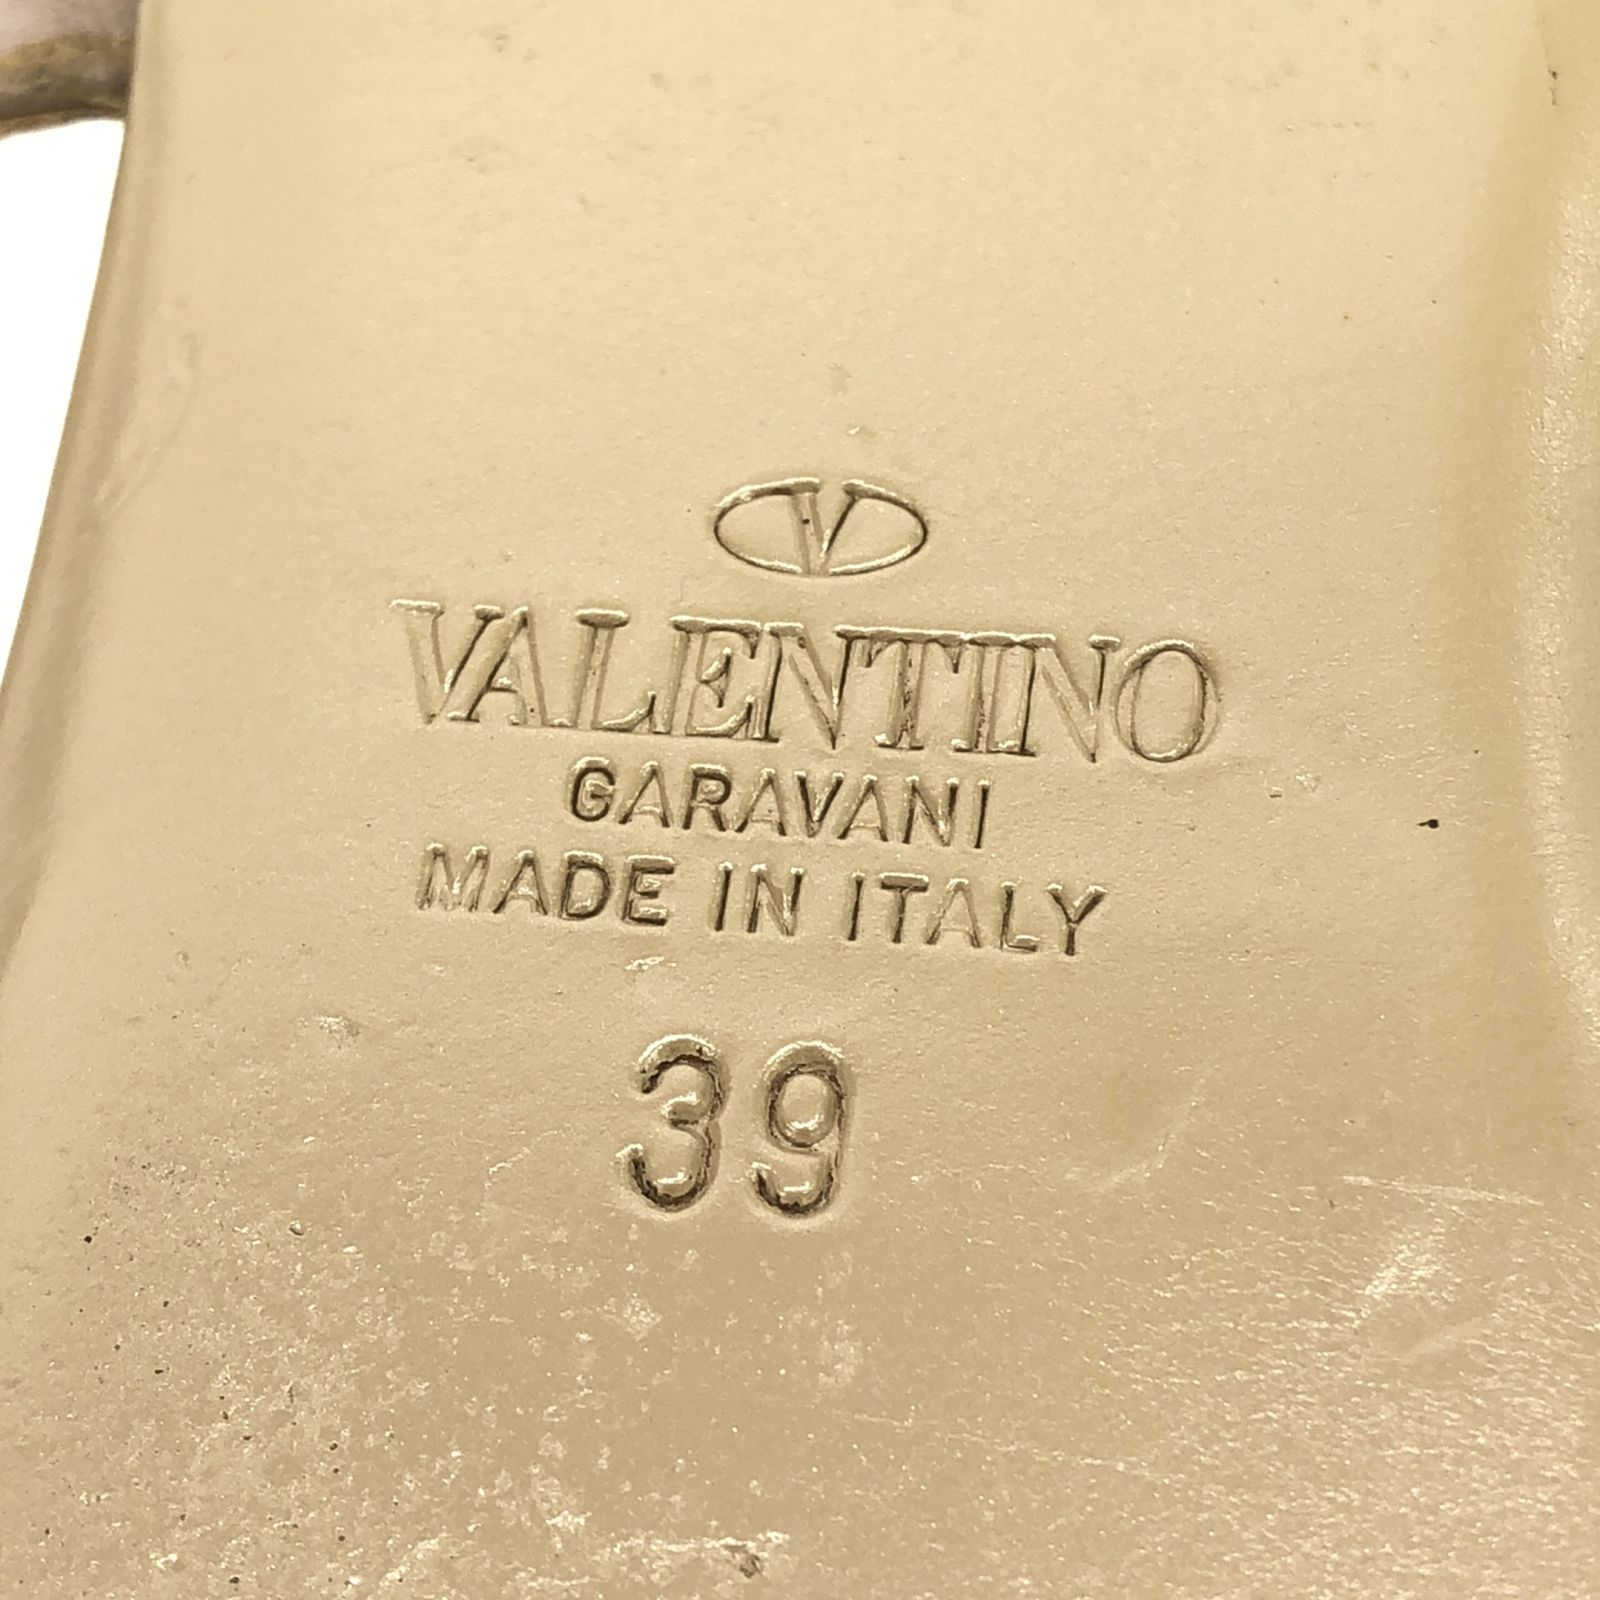 V
VALENTINO
GARAVANI
MADE IN ITALY
39